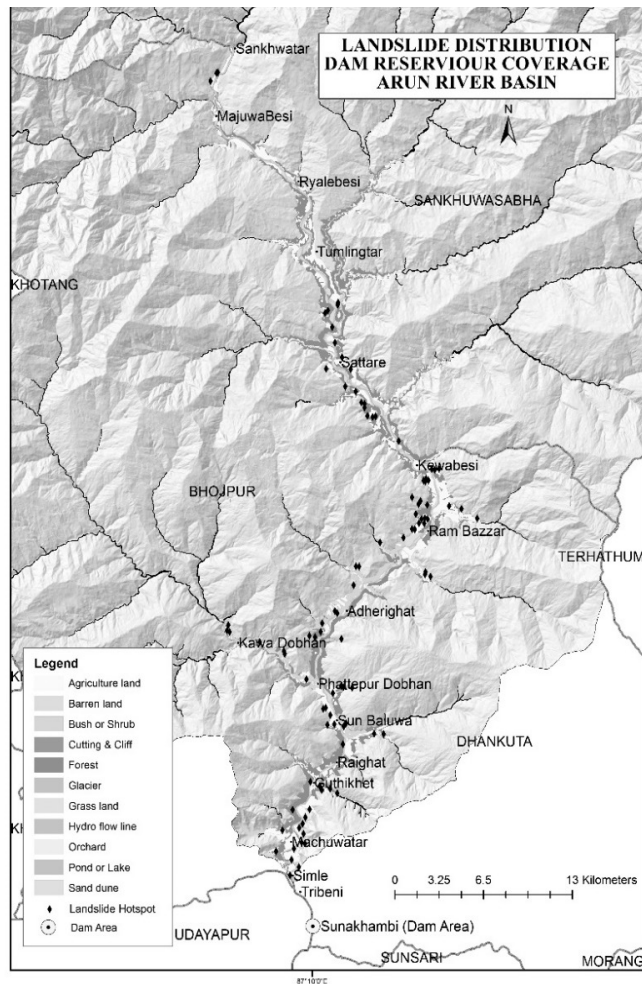 LANDSLIDE DISTRIBUTION
DAM RESERVIOUR COVERAGE
ARUN RIVER BASIN
N
Sankhwatar
MajuwaBesi
Ryalebesi
SANKHUWASABHA
Tumlingtar
KHOTANG
Sattare
Kewabesi
BHOJPUR
Ram Bazzar
TERHATHUM
Adherighat
Kawa Dobhan
Phattepur Dobhan
Sun Baluwa
DHANKUTA
Raighat
Guthikhet
Machuwatar
Simle
Tribeni
Sunakhambi (Dam Area)
UDAYAPUR
SUNSARI
MORANG
Legend
Agriculture land
Barren land
Bush or Shrub
Cutting & Cliff
Forest
Glacier
Grass land
Hydro flow line
Orchard
Pond or Lake
Sand dune
Landslide Hotspot
Dam Area
0 3.25 6.5 13 Kilometers
87°10'0"E